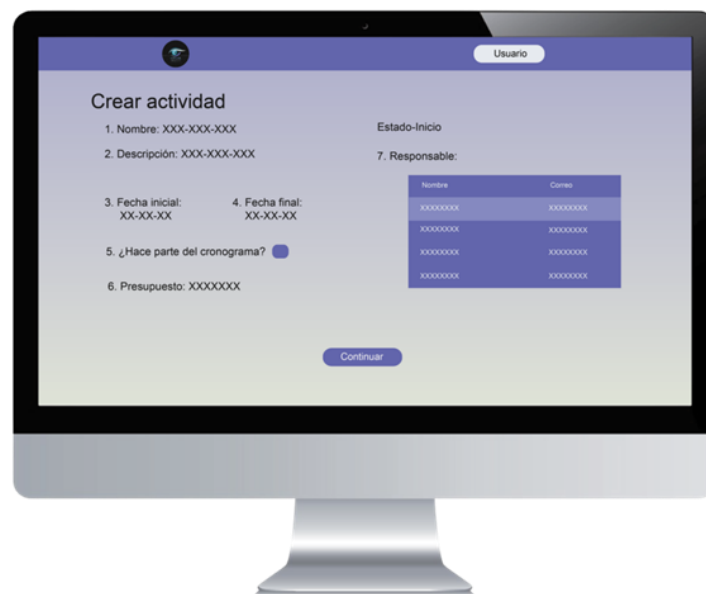 Usuario
Crear actividad
1. Nombre: XXX-XXX-XXX
2. Descripción: XXX-XXX-XXX
3. Fecha inicial:
XX-XX-XX
4. Fecha final:
XX-XX-XX
5. ¿Hace parte del cronograma?
6. Presupuesto: XXXXXXX
Estado-Inicio
7. Responsable:
Nombre Correo
XXXXXXXX XXXXXXXX
XXXXXXXX XXXXXXXX
XXXXXXXX XXXXXXXX
XXXXXXXX XXXXXXXX
Continuar